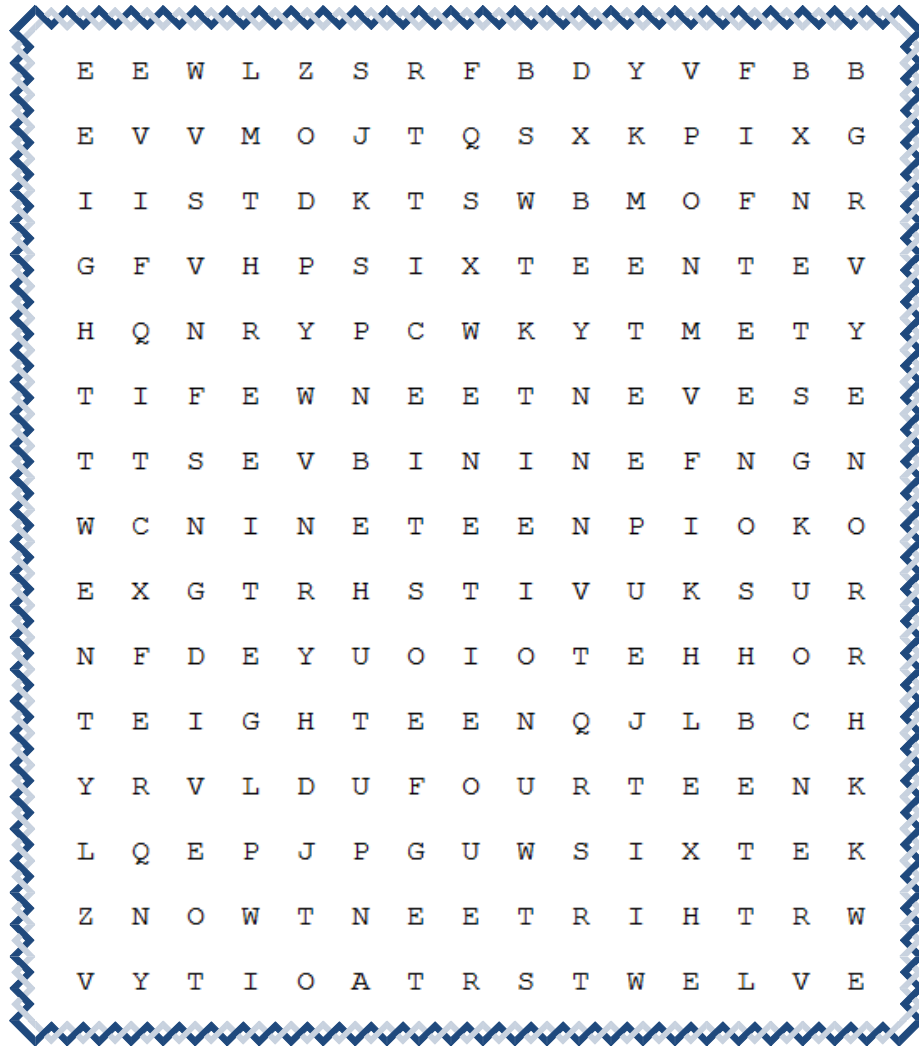 E E W L Z S R F B D Y V F B B
E V V M O J T Q S X K P I X G
I I S T D K T S W B M O F N R
G F V H P S I X T E E N T E V
H Q N R Y P C W K Y T M E T Y
T I F E W N E E T N E V E S E
T T S E V B I N I N E F N G N
W C N I N E T E E N P I O K O
E X G T R H S T I V U K S U R
N F D E Y U O I O T E H H O R
T E I G H T E E N Q J L B C H
Y R V L D U F O U R T E E N K
L Q E P J P G U W S I X T E K
Z N O W T N E E T R I H T R W
V Y T I O A T R S T W E L V E